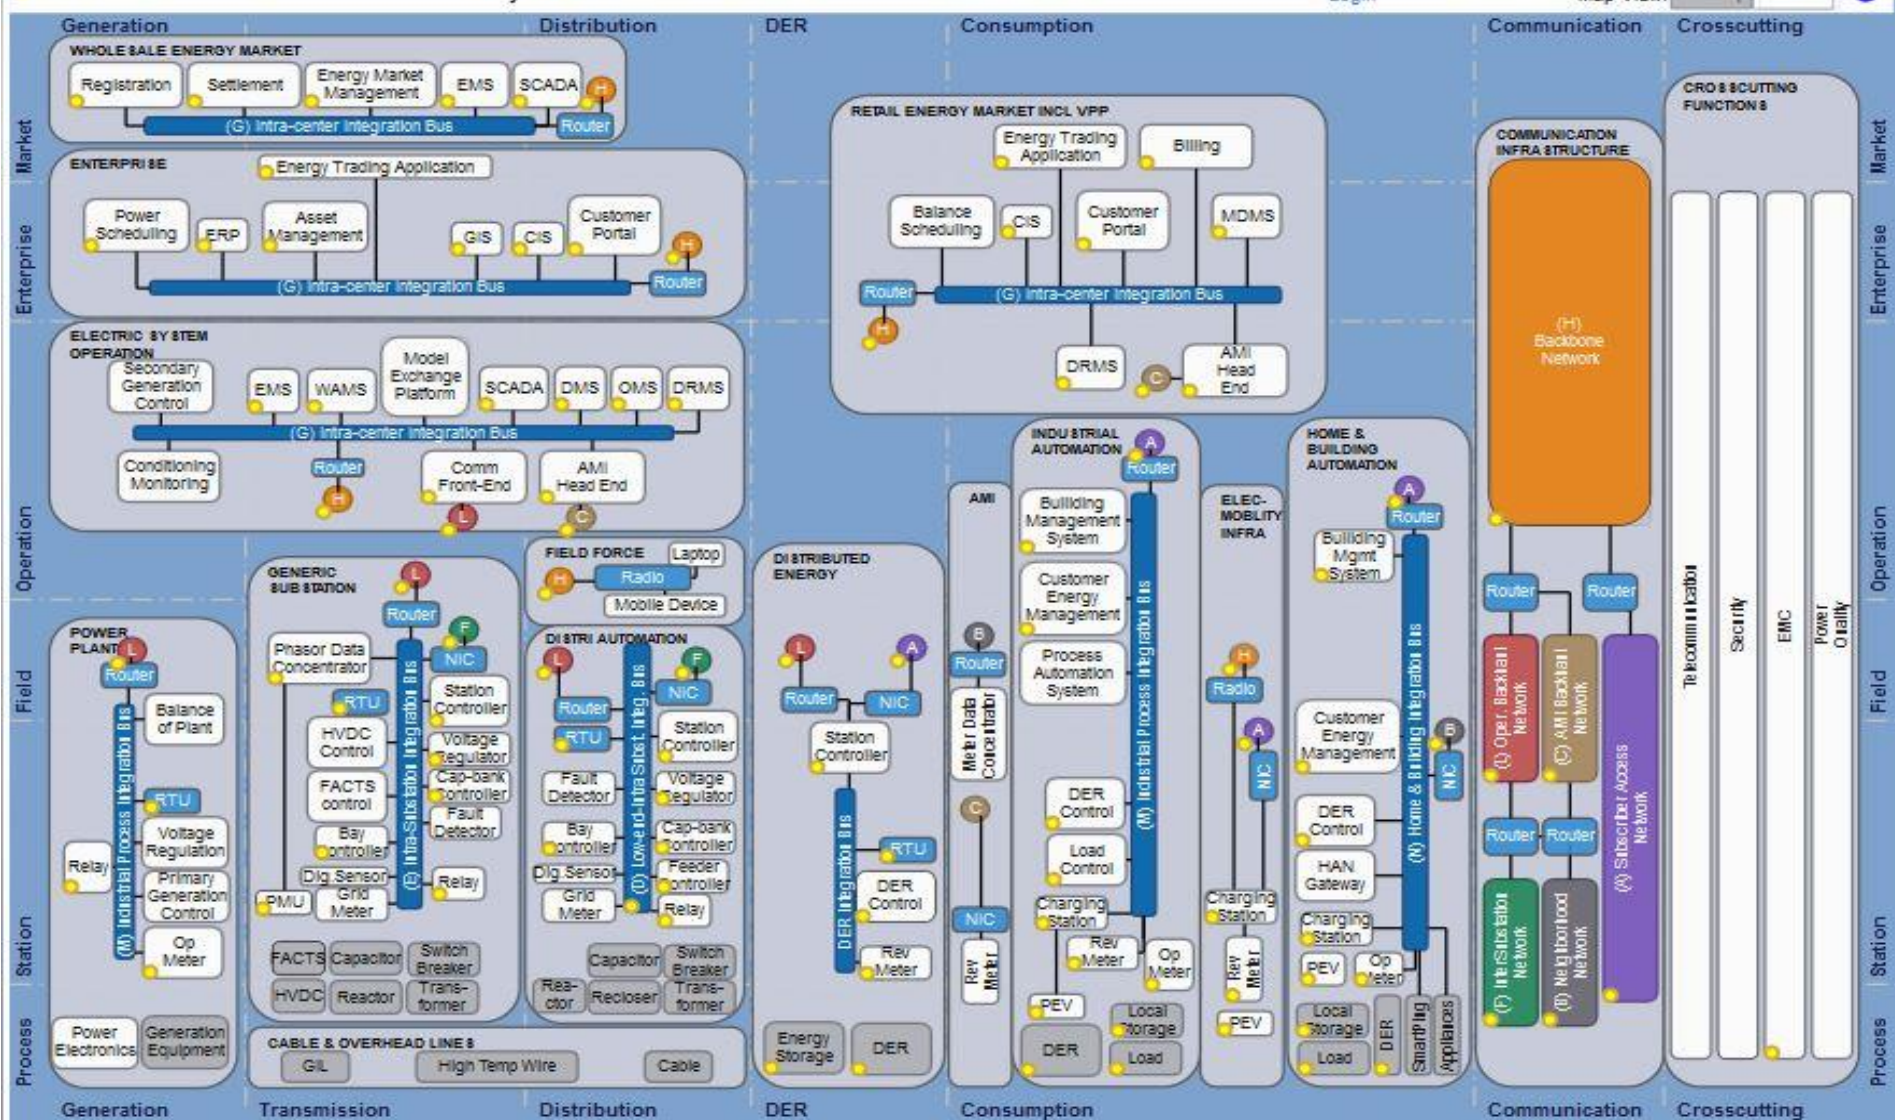 Generation
Distribution
DER
Consumption
Communication
Crosscutting
Market
Enterprise
Operation
Field
Station
Process
WHOLESALE ENERGY MARKET
Registration
Settlement
Energy Market
Management
EMS
SCADA
H
(G) Intra-center Integration Bus
Router
ENTERPRISE
Energy Trading Application
Power
Scheduling
ERP
Asset
Management
GIS
CIS
Customer
Portal
H
(G) Intra-center Integration Bus
Router
ELECTRIC SYSTEM
OPERATION
Secondary
Generation
Control
EMS
WAMS
Model
Exchange
Platform
SCADA
DMS
OMS
DRMS
(G) Intra-center Integration Bus
Conditioning
Monitoring
Router
H
Comm
Front-End
L
AMI
Head End
C
RETAIL ENERGY MARKET INCL VPP
Energy Trading
Application
Billing
Balance
Scheduling
CIS
Customer
Portal
MDMS
Router
(G) Intra-center Integration Bus
H
DRMS
C
AMI
Head
End
POWER
PLANT
L
Router
(M) Industrial Process Integration Bus
Balance
of Plant
RTU
Voltage
Regulation
Relay
Primary
Generation
Control
Op
Meter
Power
Electronics
Generation
Equipment
GENERIC
SUBSTATION
L
Router
F
NIC
Phasor Data
Concentrator
(E) Intra-Substation Integration Bus
RTU
Station
Controller
HVDC
Control
Voltage
Regulator
FACTS
control
Cap-bank
Controller
Fault
Detector
Bay
Controller
Dig.Sensor
Relay
PMU
Grid
Meter
FACTS
Capacitor
Switch
Breaker
HVDC
Reactor
Trans-
former
FIELD FORCE
Laptop
H
Radio
Mobile Device
DISTRI AUTOMATION
L
F
NIC
Router
RTU
(D) Low-end-Intra Subst. Integ. Bus
Station
Controller
Fault
Detector
Voltage
Regulator
Bay
Controller
Cap-bank
Controller
Dig.Sensor
Feeder
Controller
Grid
Meter
Relay
Capacitor
Switch
Breaker
Rea-
ctor
Recloser
Trans-
former
CABLE & OVERHEAD LINES
GIL
High Temp Wire
Cable
DISTRIBUTED
ENERGY
L
A
Router
NIC
Station
Controller
DER Integration Bus
RTU
DER
Control
Rev
Meter
Energy
Storage
DER
AMI
B
Router
Meter Data
Concentrator
C
NIC
Rev
Meter
INDUSTRIAL
AUTOMATION
A
Router
Building
Management
System
Customer
Energy
Management
Process
Automation
System
(M) Industrial Process Integration Bus
DER
Control
Load
Control
Charging
Station
Rev
Meter
Op
Meter
PEV
DER
Local
Storage
Load
ELEC-
MOBLITY
INFRA
H
Radio
A
NIC
Charging
Station
Rev
Meter
PEV
HOME &
BUILDING
AUTOMATION
A
Router
Building
Mgmt
System
(N) Home & Building Integration Bus
Customer
Energy
Management
B
NIC
DER
Control
HAN
Gateway
Charging
Station
PEV
Op
Meter
Local
Storage
Load
DER
SmartPlug
Appliances
COMMUNICATION
INFRASTRUCTURE
(H)
Backbone
Network
Router
Router
(L) Oper. Backhaul
Network
(C) AMI Backhaul
Network
(A) Subscriber Access
Network
Router
Router
(F) InterSubstation
Network
(B) Neighborhood
Network
CROSSCUTTING
FUNCTIONS
Telecommunication
Security
EMC
Power
Quality
Market
Enterprise
Operation
Field
Station
Process
Generation
Transmission
Distribution
DER
Consumption
Communication
Crosscutting